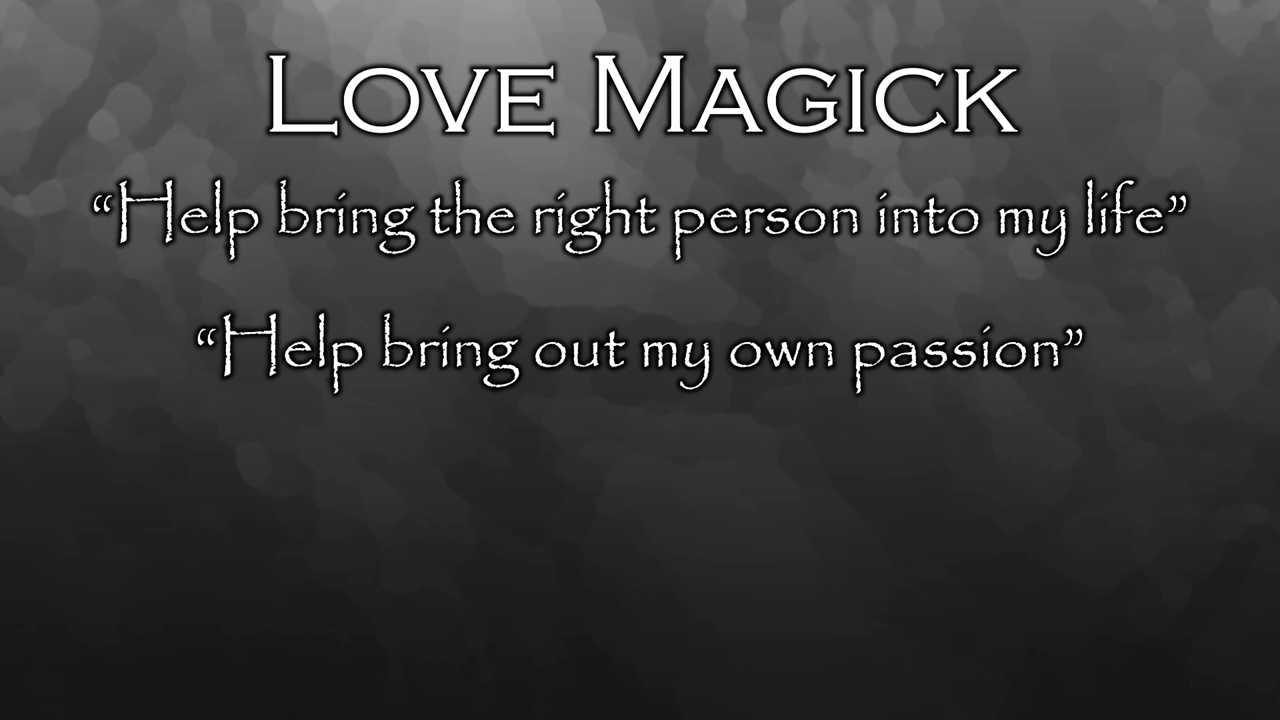 Love Magick
“Help bring the right person into my life”
“Help bring out my own passion”